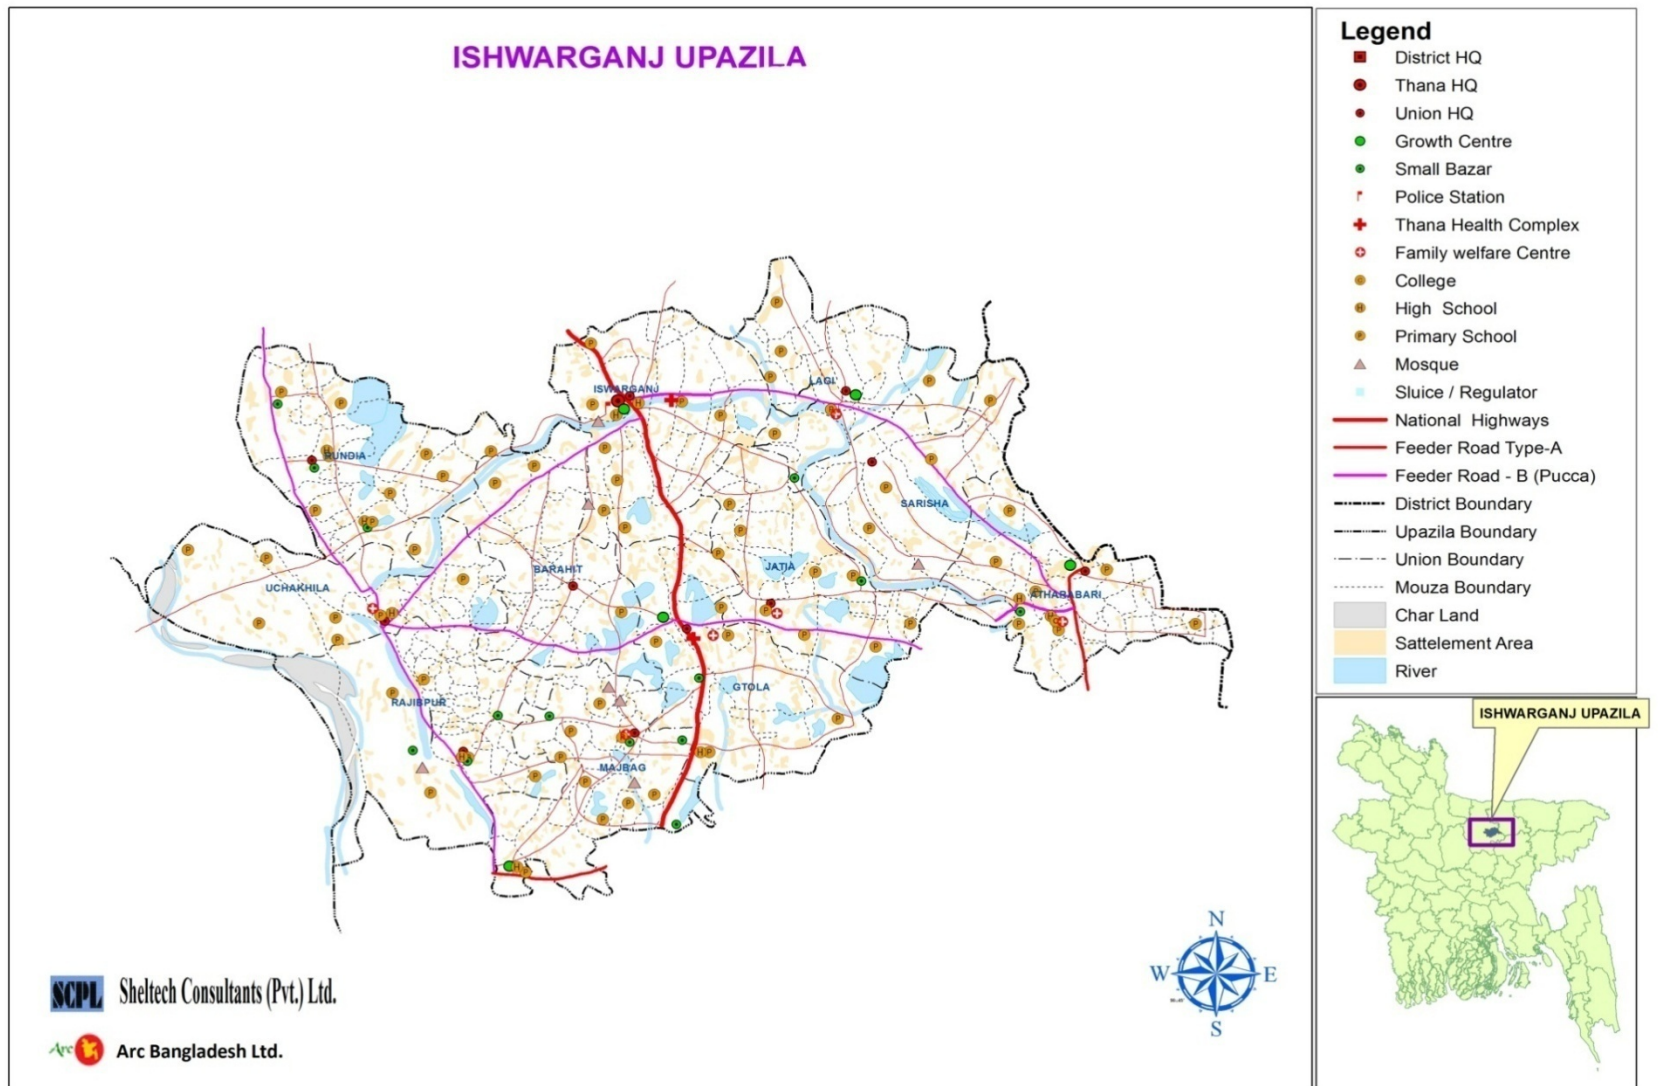 ISHWARGANJ UPAZILA
Legend
District HQ
Thana HQ
Union HQ
Growth Centre
Small Bazar
Police Station
Thana Health Complex
Family welfare Centre
College
High School
Primary School
Mosque
Sluice / Regulator
National Highways
Feeder Road Type-A
Feeder Road - B (Pucca)
District Boundary
Upazila Boundary
Union Boundary
Mouza Boundary
Char Land
Sattelement Area
River
ISWARGANJ
LAGI
RUNDIA
SARISHA
BARAHIT
JATIA
UCHAKHILA
ATHABABARI
RAJIBPUR
GTOLA
MAJBAG
ISHWARGANJ UPAZILA
N
W E
S
SCPL Sheltech Consultants (Pvt.) Ltd.
Arc Arc Bangladesh Ltd.